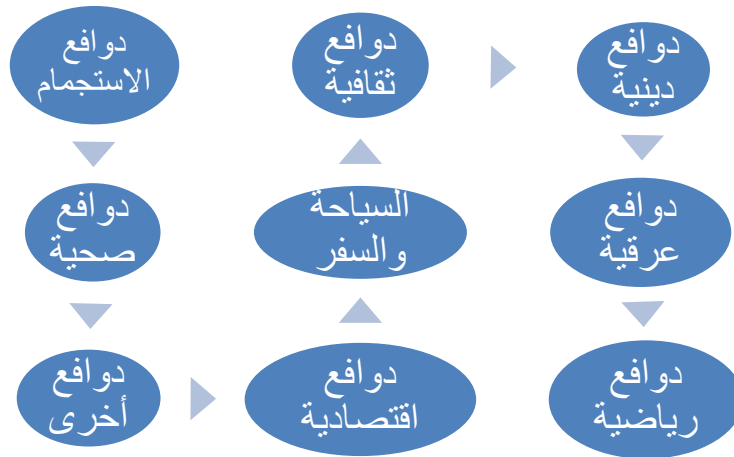 دوافع
الاستجمام
دوافع
صحية
دوافع
أخرى
دوافع
اقتصادية
السياحة
والسفر
دوافع
ثقافية
دوافع
دينية
دوافع
عرقية
دوافع
رياضية